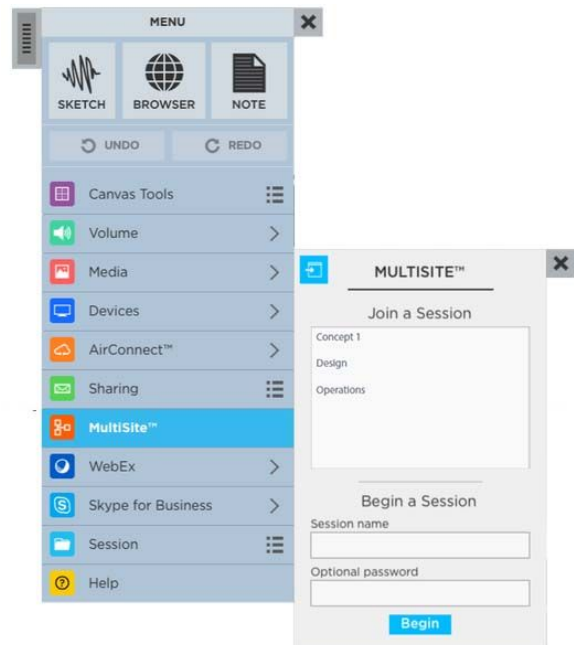 MENU
SKETCH
BROWSER
NOTE
UNDO
REDO
Canvas Tools
Volume
Media
Devices
AirConnect™
Sharing
MultiSite™
WebEx
Skype for Business
Session
Help
MULTISITE™
Join a Session
Concept 1
Design
Operations
Begin a Session
Session name
Optional password
Begin